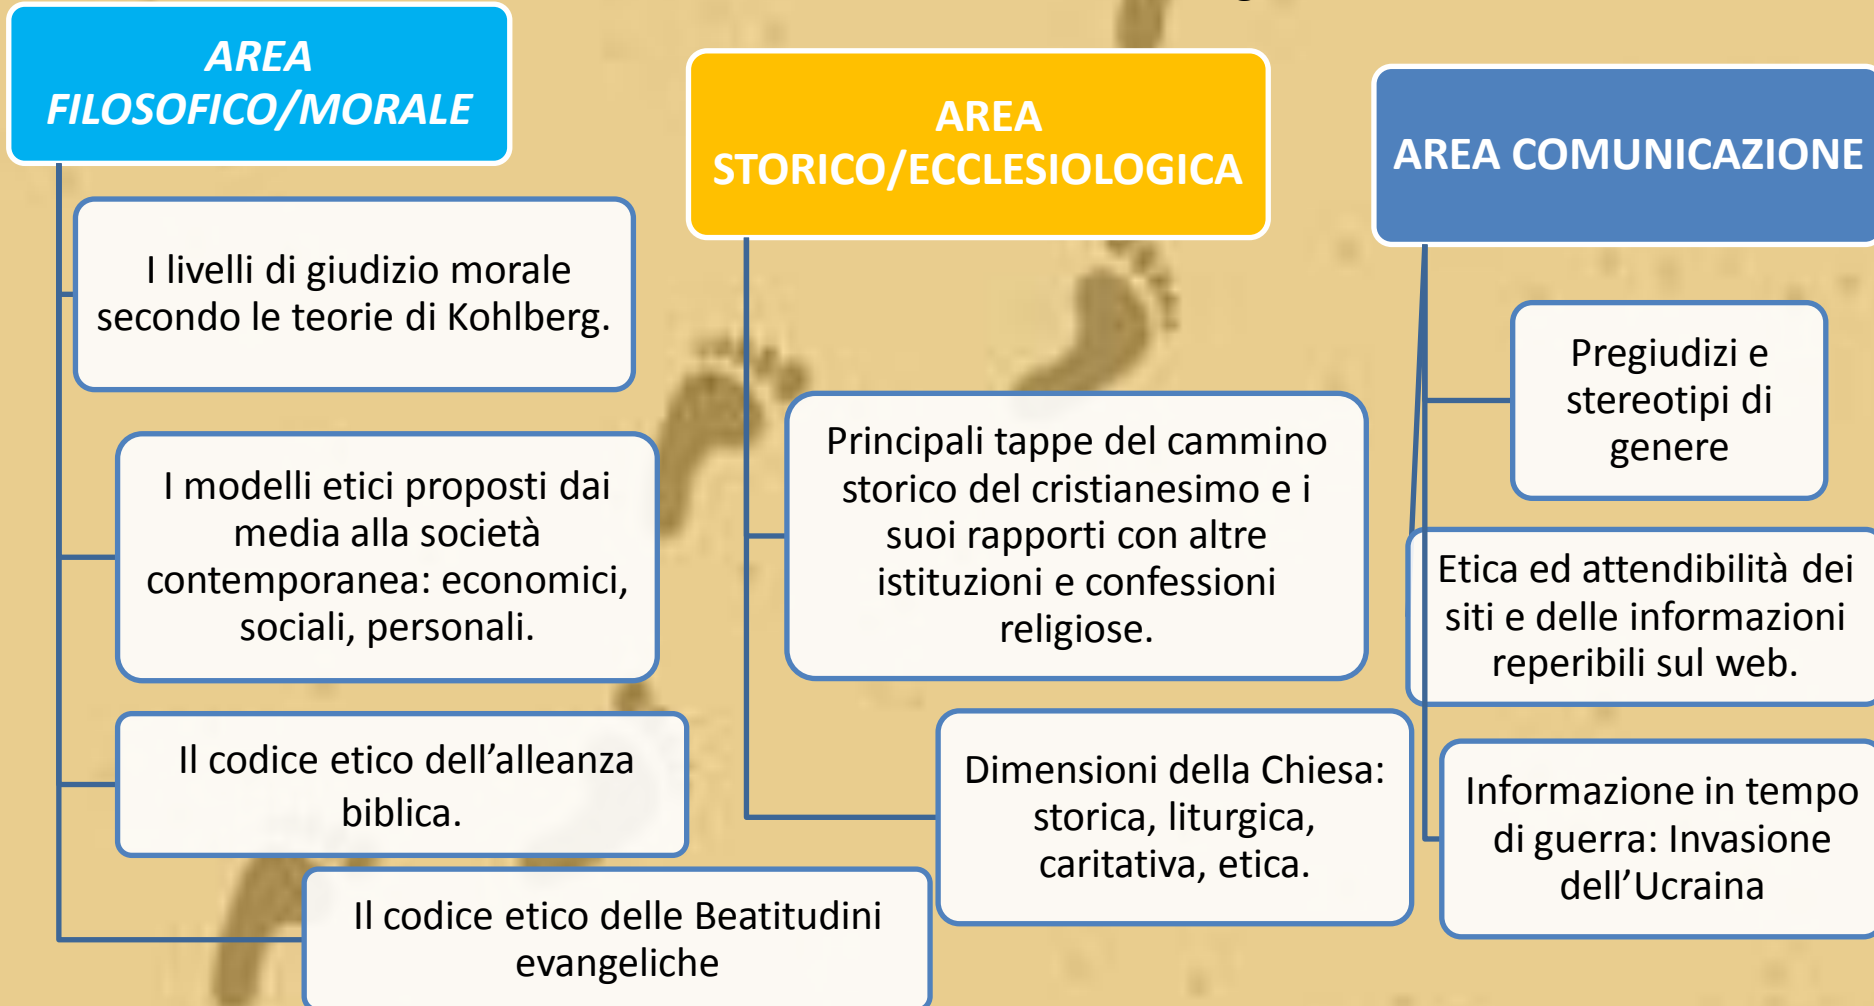 AREA
FILOSOFICO/MORALE
I livelli di giudizio morale
secondo le teorie di Kohlberg.
I modelli etici proposti dai
media alla società
contemporanea: economici,
sociali, personali.
Il codice etico dell’alleanza
biblica.
Il codice etico delle Beatitudini
evangeliche
AREA
STORICO/ECCLESIOLOGICA
Principali tappe del cammino
storico del cristianesimo e i
suoi rapporti con altre
istituzioni e confessioni
religiose.
Dimensioni della Chiesa:
storica, liturgica,
caritativa, etica.
AREA COMUNICAZIONE
Pregiudizi e
stereotipi di
genere
Etica ed attendibilità dei
siti e delle informazioni
reperibili sul web.
Informazione in tempo
di guerra: Invasione
dell’Ucraina